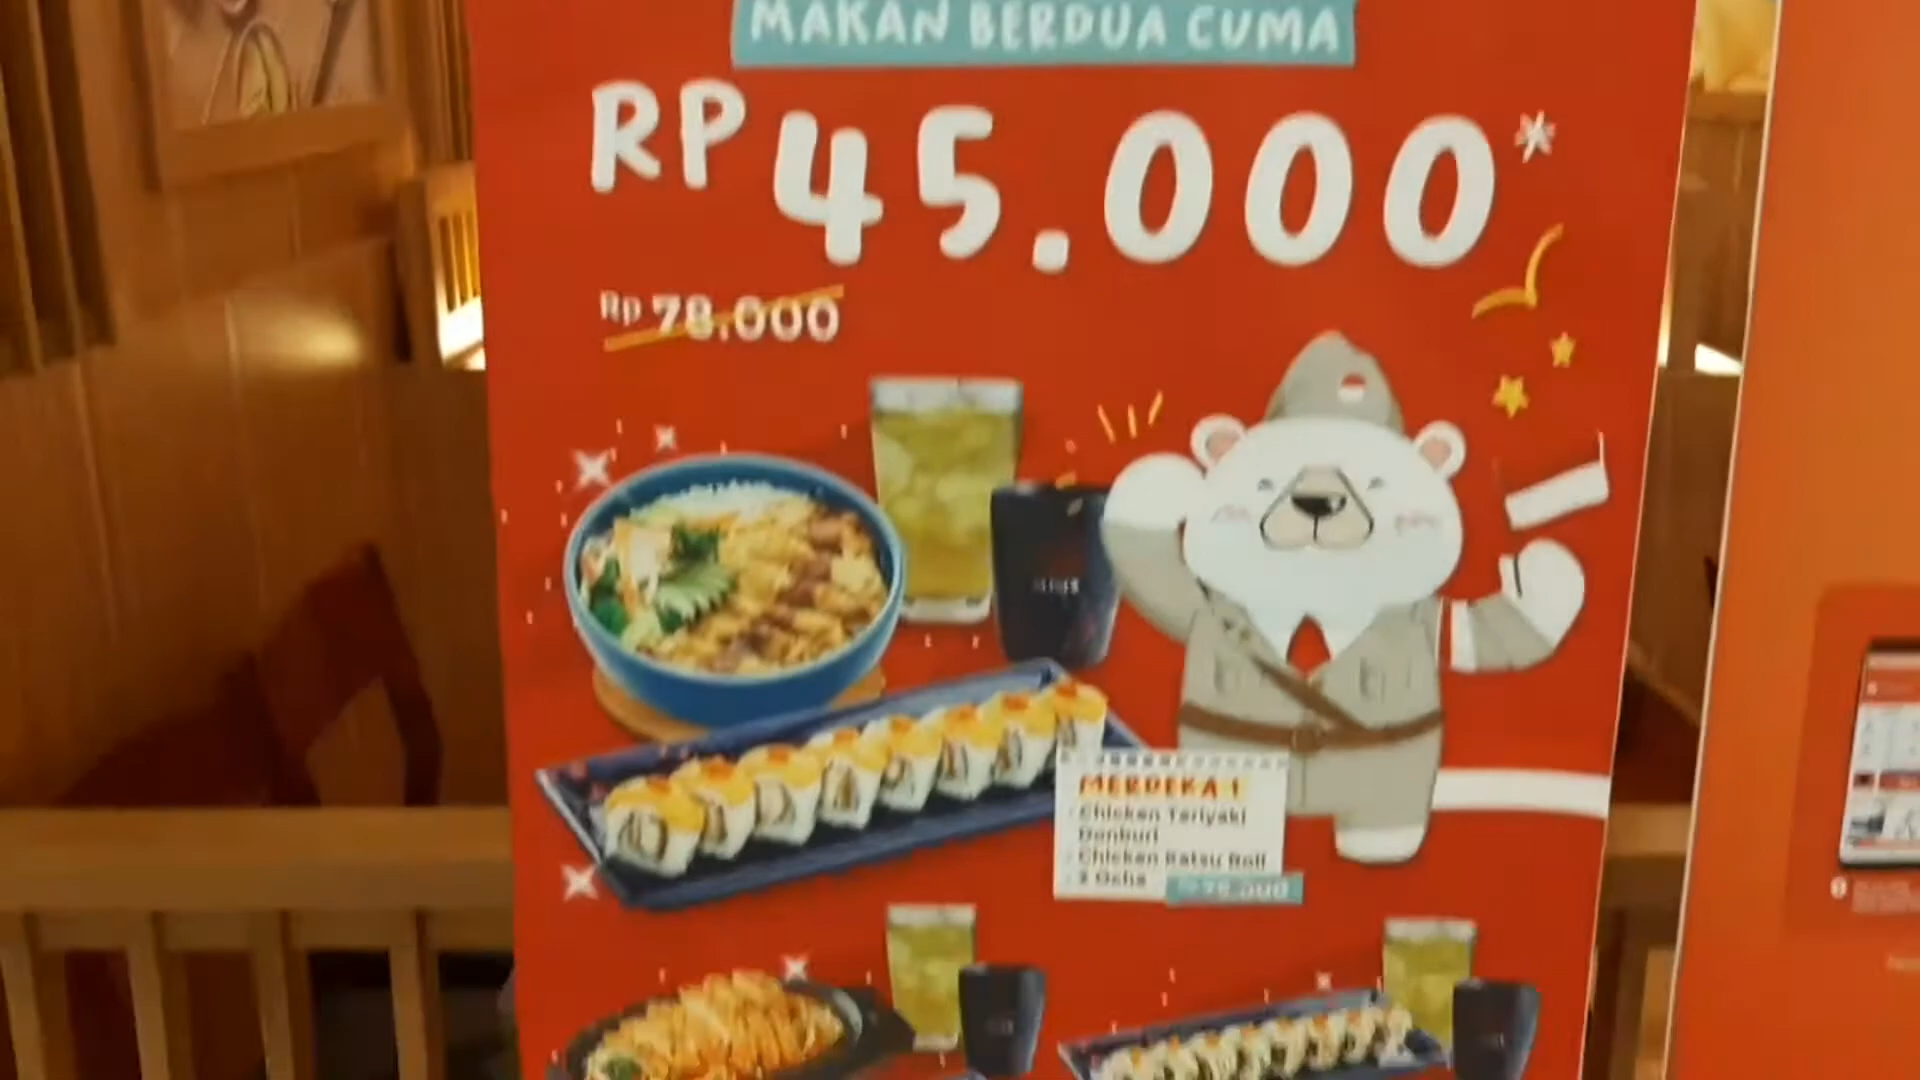 MAKAN BERDUA CUMA
RP 45.000*
Rp 78.000
MERDEKA 1
- Chicken Teriyaki
Donburi
- Chicken Katsu Roll
- 2 Ocha